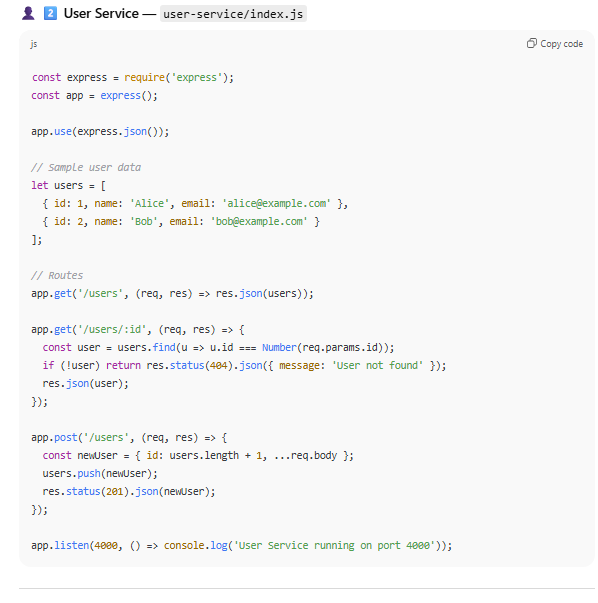 👤 2️⃣ User Service — user-service/index.js
js
Copy code
const express = require('express');
const app = express();
app.use(express.json());
// Sample user data
let users = [
  { id: 1, name: 'Alice', email: 'alice@example.com' },
  { id: 2, name: 'Bob', email: 'bob@example.com' }
];
// Routes
app.get('/users', (req, res) => res.json(users));
app.get('/users/:id', (req, res) => {
  const user = users.find(u => u.id === Number(req.params.id));
  if (!user) return res.status(404).json({ message: 'User not found' });
  res.json(user);
});
app.post('/users', (req, res) => {
  const newUser = { id: users.length + 1, ...req.body };
  users.push(newUser);
  res.status(201).json(newUser);
});
app.listen(4000, () => console.log('User Service running on port 4000'));